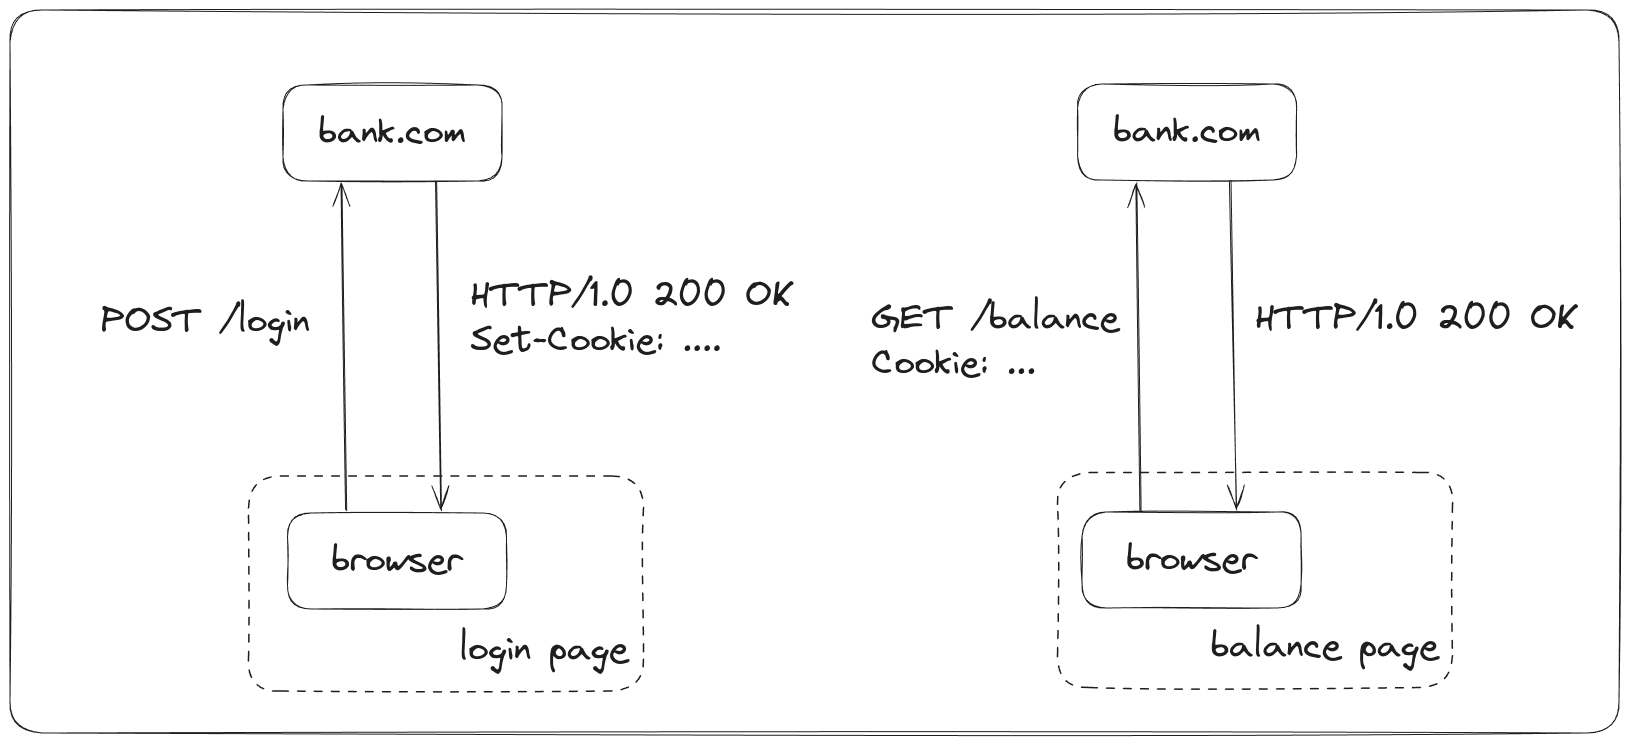 bank.com
POST /login
HTTP/1.0 200 OK
Set-Cookie: ....
browser
login page
bank.com
GET /balance
Cookie: ...
HTTP/1.0 200 OK
browser
balance page